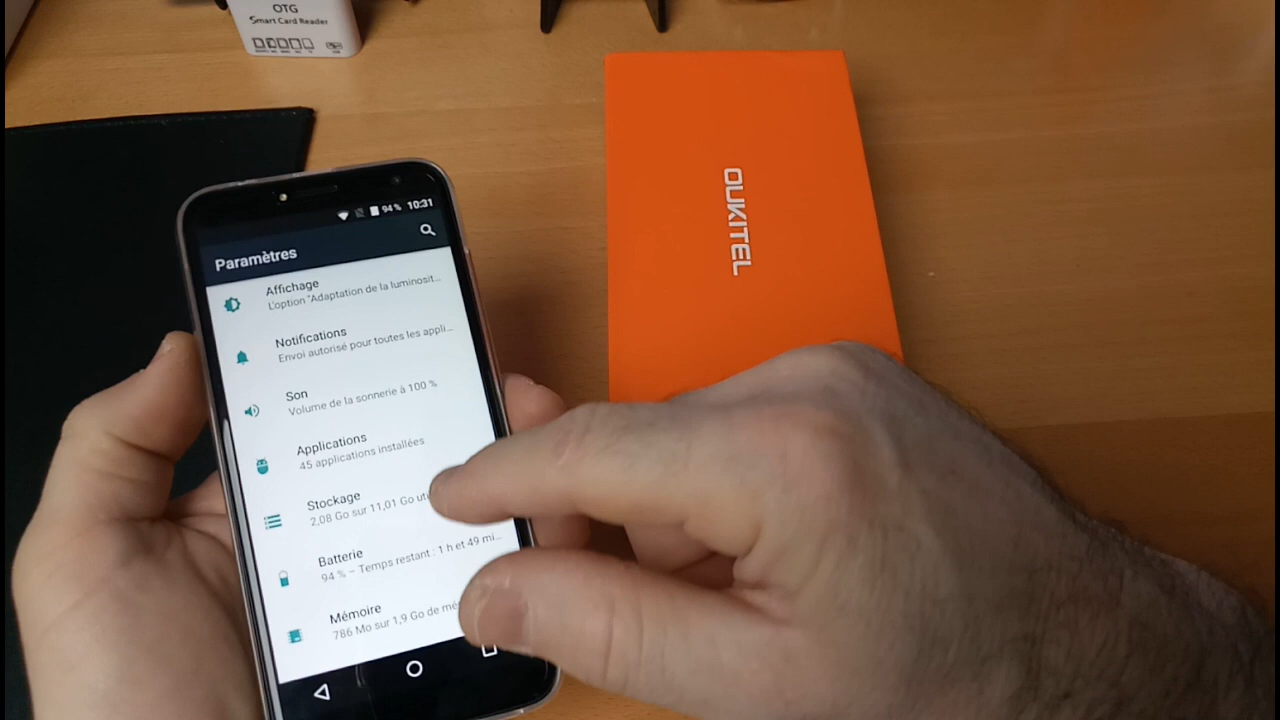 OTG
Smart Card Reader
OUKITEL
94 % 10:31
Paramètres
Affichage
L'option "Adaptation de la luminosit...
Notifications
Envoi autorisé pour toutes les appli...
Son
Volume de la sonnerie à 100 %
Applications
45 applications installées
Stockage
2,08 Go sur 11,01 Go
Batterie
94 % – Temps restant : 1 h et 49 mi...
Mémoire
786 Mo sur 1,9 Go de